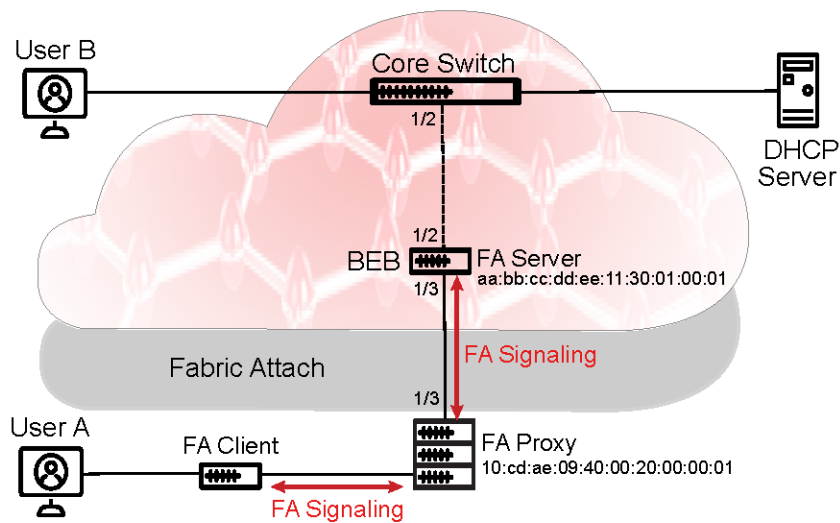 User B
Core Switch
1/2
DHCP
Server
1/2
BEB
FA Server
aa:bb:cc:dd:ee:11:30:01:00:01
1/3
FA Signaling
Fabric Attach
1/3
User A
FA Client
FA Proxy
10:cd:ae:09:40:00:20:00:00:01
FA Signaling